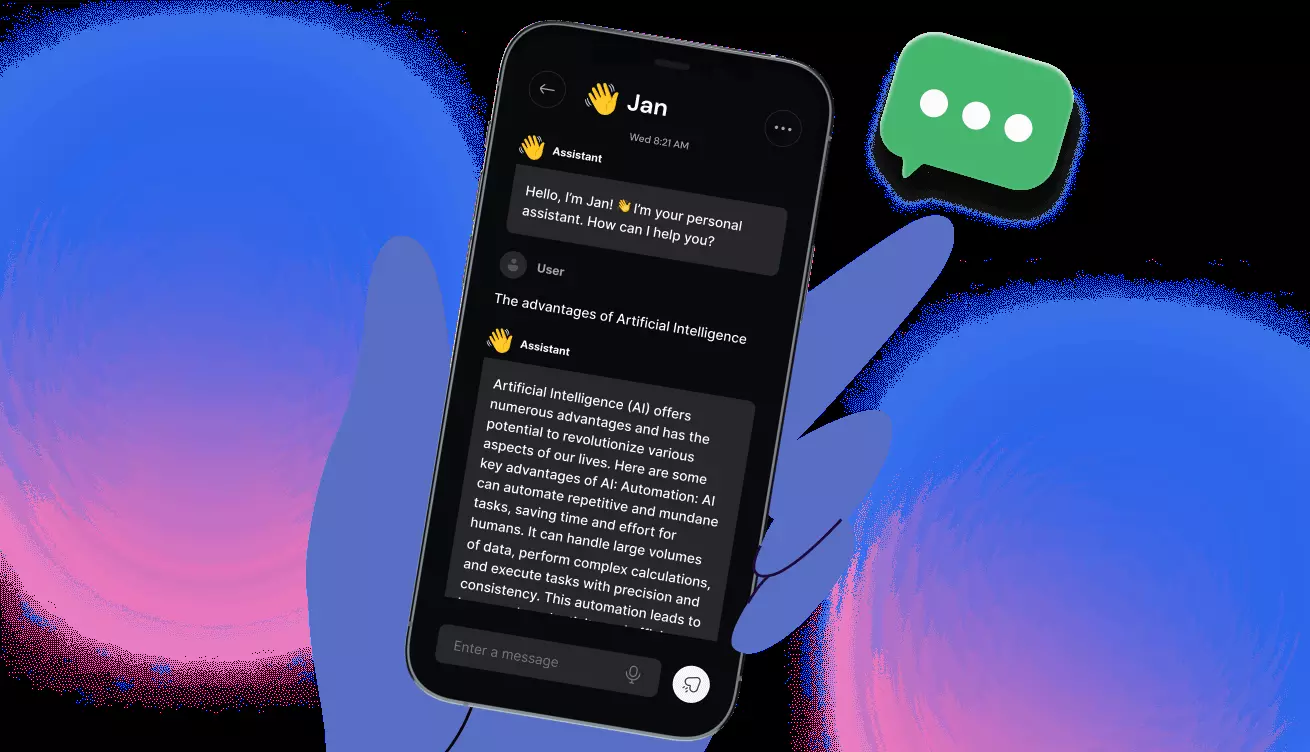 👋 Jan
Wed 8:21 AM
👋 Assistant
Hello, I'm Jan! 👋 I'm your personal
assistant. How can I help you?
User
The advantages of Artificial Intelligence
👋 Assistant
Artificial Intelligence (AI) offers
numerous advantages and has the
potential to revolutionize various
aspects of our lives. Here are some
key advantages of AI: Automation: AI
can automate repetitive and mundane
tasks, saving time and effort for
humans. It can handle large volumes
of data, perform complex calculations,
and execute tasks with precision and
consistency. This automation leads to
Enter a message